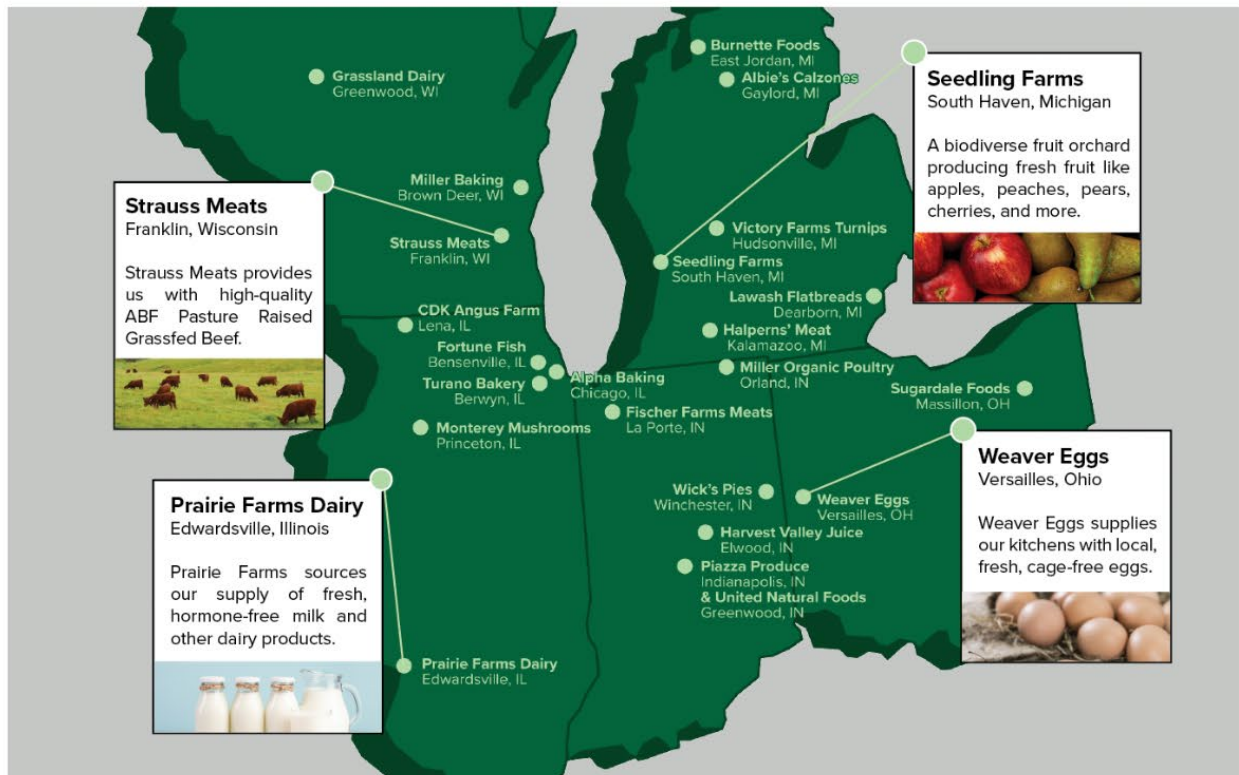 Burnette Foods
East Jordan, MI
Grassland Dairy
Greenwood, WI
Albie's Calzones
Gaylord, MI
Seedling Farms
South Haven, Michigan
A biodiverse fruit orchard
producing fresh fruit like
apples, peaches, pears,
cherries, and more.
Miller Baking
Brown Deer, WI
Strauss Meats
Franklin, Wisconsin
Strauss Meats provides
us with high-quality
ABF Pasture Raised
Grassfed Beef.
Strauss Meats
Franklin, WI
Victory Farms Turnips
Hudsonville, MI
Seedling Farms
South Haven, MI
Lawash Flatbreads
Dearborn, MI
CDK Angus Farm
Lena, IL
Halperns' Meat
Kalamazoo, MI
Fortune Fish
Bensenville, IL
Miller Organic Poultry
Orland, IN
Alpha Baking
Chicago, IL
Turano Bakery
Berwyn, IL
Sugardale Foods
Massillon, OH
Fischer Farms Meats
La Porte, IN
Monterey Mushrooms
Princeton, IL
Weaver Eggs
Versailles, Ohio
Weaver Eggs supplies
our kitchens with local,
fresh, cage-free eggs.
Wick's Pies
Winchester, IN
Weaver Eggs
Versailles, OH
Prairie Farms Dairy
Edwardsville, Illinois
Prairie Farms sources
our supply of fresh,
hormone-free milk and
other dairy products.
Harvest Valley Juice
Elwood, IN
Piazza Produce
Indianapolis, IN
& United Natural Foods
Greenwood, IN
Prairie Farms Dairy
Edwardsville, IL